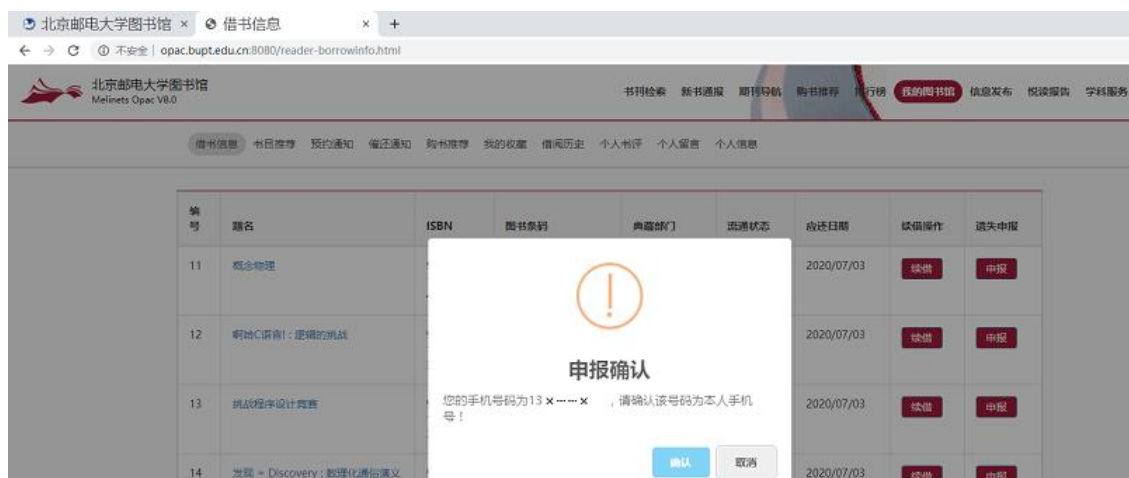 北京邮电大学图书馆 × 借书信息 × +
不安全 | opac.bupt.edu.cn:8080/reader-borrowinfo.html
北京邮电大学图书馆
Melinets Opac V8.0
书刊检索 新书通报 期刊导航 购书推荐 排行榜 我的图书馆 信息发布 悦读报告 学科服务
借书信息 书目推荐 预约通知 催还通知 购书推荐 我的收藏 借阅历史 个人书评 个人留言 个人信息
编号 题名 ISBN 图书条码 典藏部门 流通状态 应还日期 续借操作 遗失申报
11 概念物理 2020/07/03 续借 申报
12 啊哈C语言! : 逻辑的挑战 2020/07/03 续借 申报
13 挑战程序设计竞赛 2020/07/03 续借 申报
14 发现 = Discovery : 数理化通俗演义 2020/07/03 续借 申报
申报确认
您的手机号码为13 ×······× ，请确认该号码为本人手机
号！
确认 取消